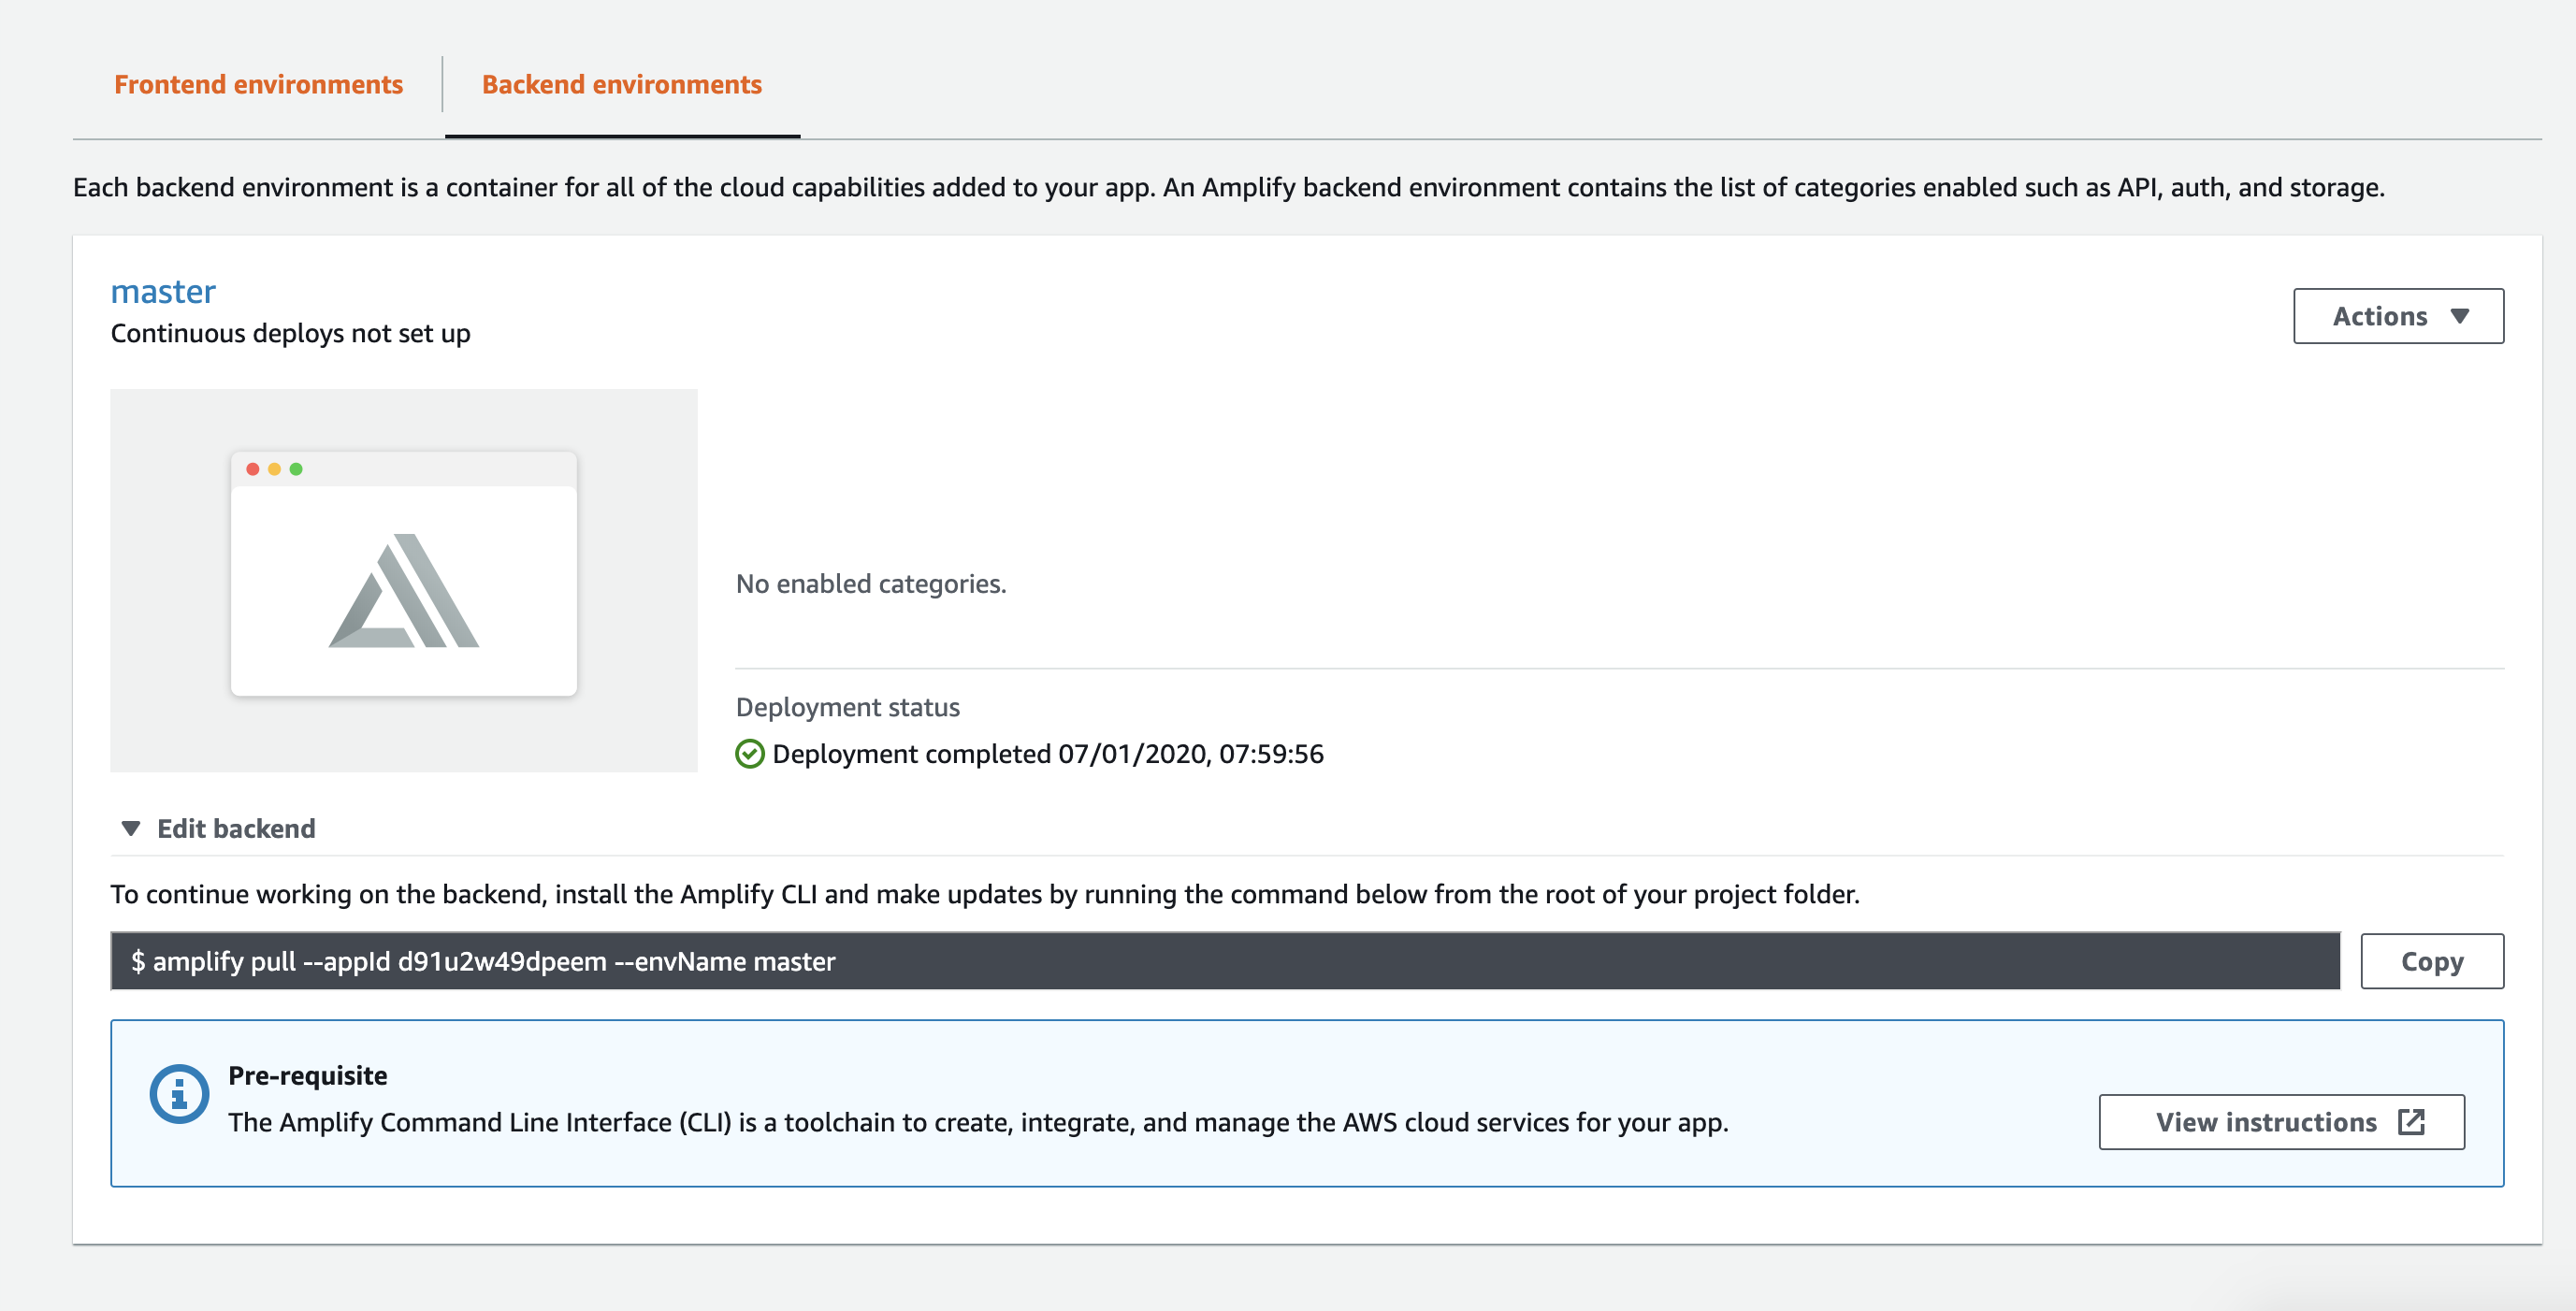 Frontend environments
Backend environments
Each backend environment is a container for all of the cloud capabilities added to your app. An Amplify backend environment contains the list of categories enabled such as API, auth, and storage.
master
Continuous deploys not set up
Actions
No enabled categories.
Deployment status
Deployment completed 07/01/2020, 07:59:56
Edit backend
To continue working on the backend, install the Amplify CLI and make updates by running the command below from the root of your project folder.
$ amplify pull --appId d91u2w49dpeem --envName master
Copy
Pre-requisite
The Amplify Command Line Interface (CLI) is a toolchain to create, integrate, and manage the AWS cloud services for your app.
View instructions